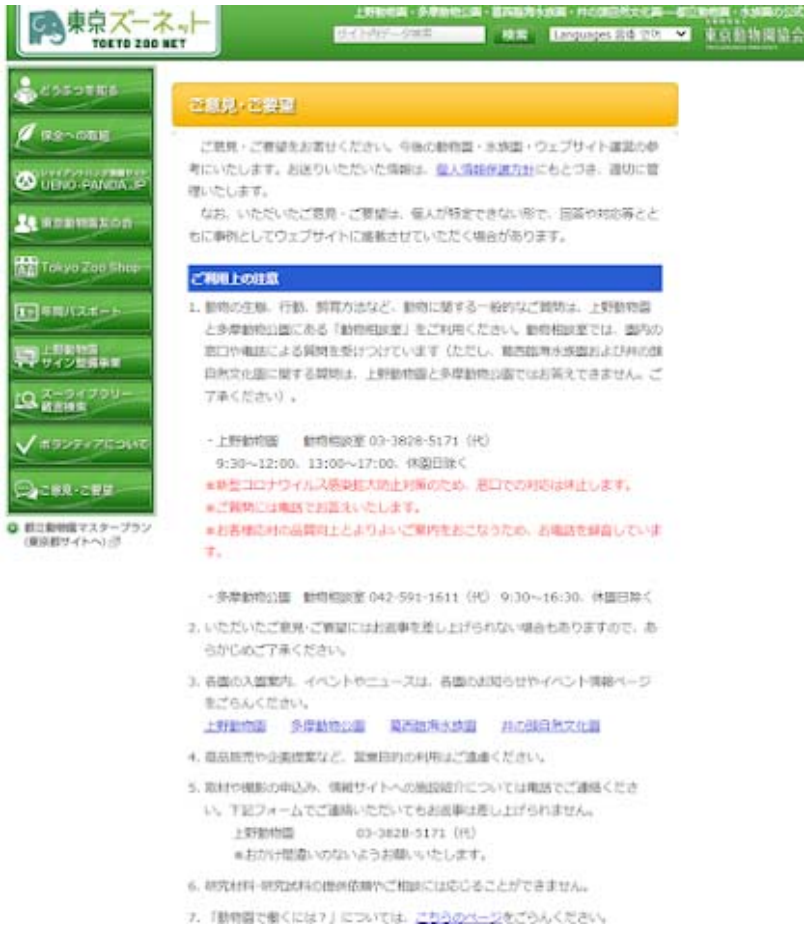 上野動物園・多摩動物公園・葛西臨海水族園・井の頭自然文化園──都立動物園・水族園の公式
東京ズーネット
TOKYO ZOO NET
サイト内データ検索
検索
Languages 言语 언어
東京動物園協会
どうぶつを知る
保全への取組
UENO-PANDA.JP
東京動物園友の会
Tokyo Zoo Shop
年間パスポート
上野動物園
サイン整備事業
ズーライブラリー
蔵書検索
ボランティアについて
ご意見・ご要望
都立動物園マスタープラン
(東京都サイトへ)
ご意見・ご要望
ご意見・ご要望をお寄せください。今後の動物園・水族園・ウェブサイト運営の参
考にいたします。お送りいただいた情報は、個人情報保護方針にもとづき、適切に管
理いたします。
なお、いただいたご意見・ご要望は、個人が特定できない形で、回答や対応等とと
もに事例としてウェブサイトに掲載させていただく場合があります。
ご利用上の注意
1. 動物の生態、行動、飼育方法など、動物に関する一般的なご質問は、上野動物園
と多摩動物公園にある「動物相談室」をご利用ください。動物相談室では、園内の
窓口や電話による質問を受けつけています（ただし、葛西臨海水族園および井の頭
自然文化園に関する質問は、上野動物園と多摩動物公園ではお答えできません。ご
了承ください）。
・上野動物園　動物相談室 03-3828-5171（代）
9:30～12:00、13:00～17:00、休園日除く
※新型コロナウイルス感染拡大防止対策のため、窓口での対応は休止します。
※ご質問には電話でお答えいたします。
※お客様応対の品質向上とよりよいご案内をおこなうため、お電話を録音していま
す。
・多摩動物公園　動物相談室 042-591-1611（代） 9:30～16:30、休園日除く
2. いただいたご意見・ご要望にはお返事を差し上げられない場合もありますので、あ
らかじめご了承ください。
3. 各園の入園案内、イベントやニュースは、各園のお知らせやイベント情報ページ
をごらんください。
上野動物園　多摩動物公園　葛西臨海水族園　井の頭自然文化園
4. 商品販売や企画提案など、営業目的の利用はご遠慮ください。
5. 取材や撮影の申込み、情報サイトへの施設紹介については電話でご連絡くださ
い。下記フォームでご連絡いただいてもお返事は差し上げられません。
上野動物園　03-3828-5171（代）
※おかけ間違いのないようお願いいたします。
6. 研究材料・研究試料の提供依頼やご相談には応じることができません。
7. 「動物園で働くには？」については、こちらのページをごらんください。